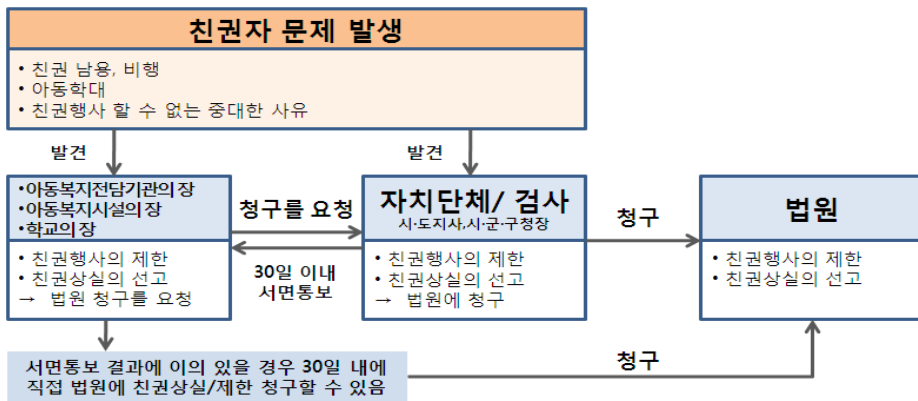 친권자 문제 발생
• 친권 남용, 비행
• 아동학대
• 친권행사 할 수 없는 중대한 사유
발견
발견
•아동복지전담기관의 장
•아동복지시설의 장
•학교의 장
• 친권행사의 제한
• 친권상실의 선고
→ 법원 청구를 요청
청구를 요청
30일 이내
서면통보
자치단체/ 검사
시·도지사,시·군·구청장
• 친권행사의 제한
• 친권상실의 선고
→ 법원에 청구
청구
법원
• 친권행사의 제한
• 친권상실의 선고
서면통보 결과에 이의 있을 경우 30일 내에
직접 법원에 친권상실/제한 청구할 수 있음
청구